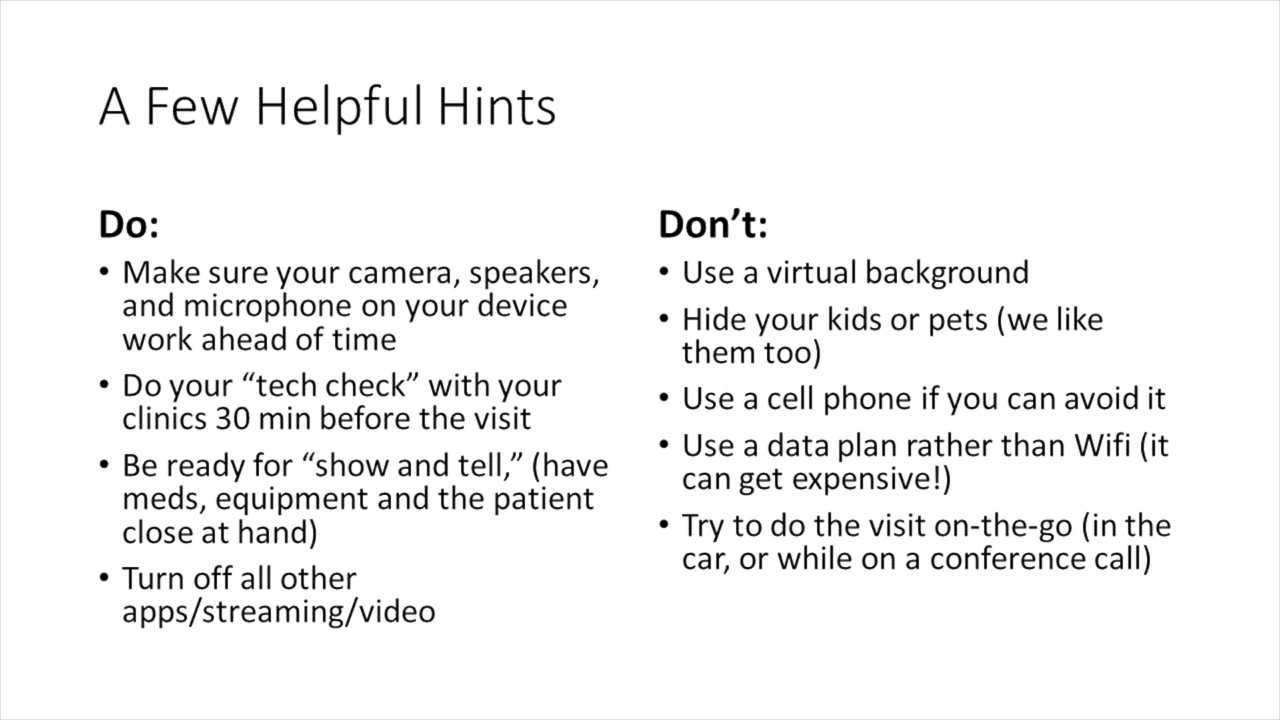 A Few Helpful Hints
Do:
• Make sure your camera, speakers,
and microphone on your device
work ahead of time
• Do your “tech check” with your
clinics 30 min before the visit
• Be ready for “show and tell,” (have
meds, equipment and the patient
close at hand)
• Turn off all other
apps/streaming/video
Don’t:
• Use a virtual background
• Hide your kids or pets (we like
them too)
• Use a cell phone if you can avoid it
• Use a data plan rather than Wifi (it
can get expensive!)
• Try to do the visit on-the-go (in the
car, or while on a conference call)